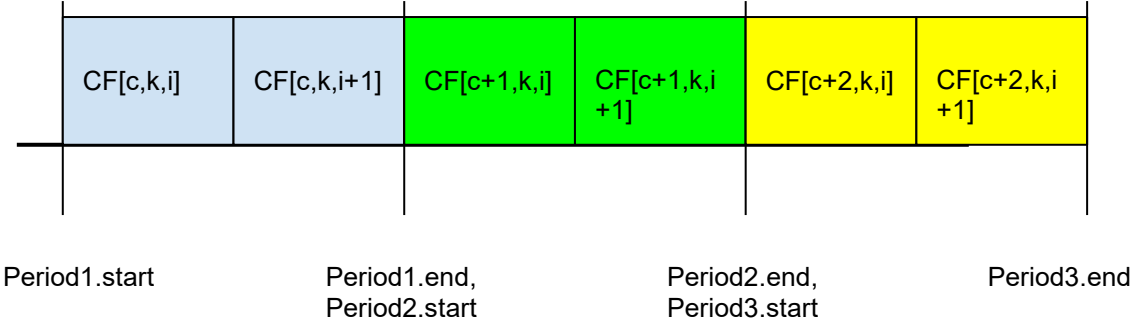 CF[c,k,i]
CF[c,k,i+1]
CF[c+1,k,i]
CF[c+1,k,i
+1]
CF[c+2,k,i]
CF[c+2,k,i
+1]
Period1.start
Period1.end,
Period2.start
Period2.end,
Period3.start
Period3.end